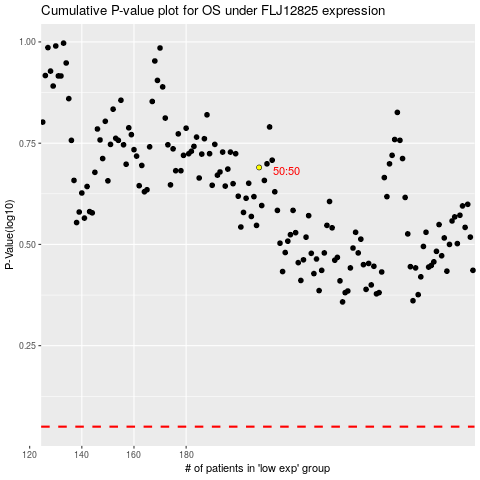 Cumulative P-value plot for OS under FLJ12825 expression
P-Value(log10)
1.00
0.75
0.50
0.25
50:50
120 140 160 180
# of patients in 'low exp' group